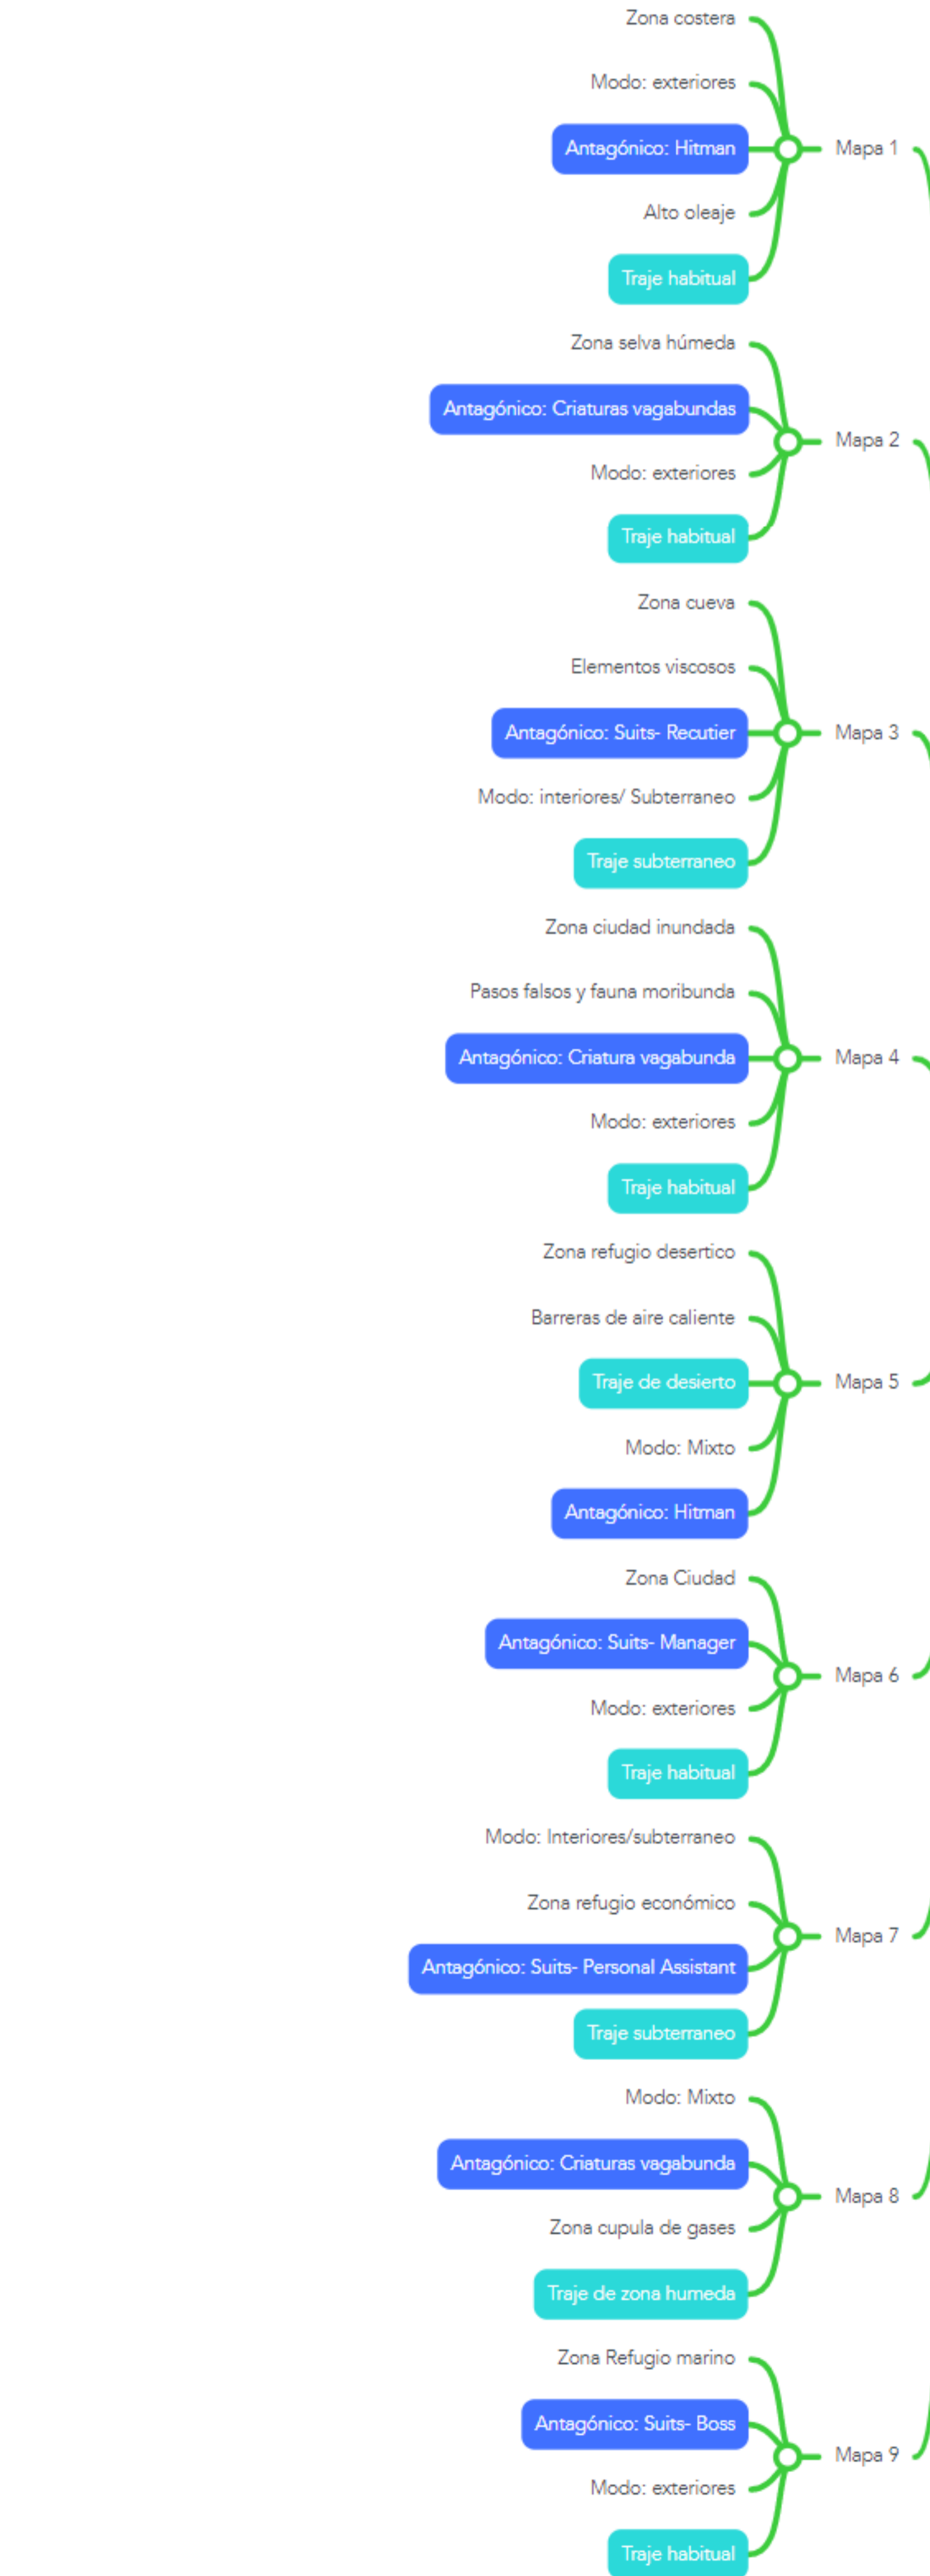 Zona costera
Modo: exteriores
Antagónico: Hitman
Mapa 1
Alto oleaje
Traje habitual
Zona selva húmeda
Antagónico: Criaturas vagabundas
Mapa 2
Modo: exteriores
Traje habitual
Zona cueva
Elementos viscosos
Antagónico: Suits- Recutier
Mapa 3
Modo: interiores/ Subterraneo
Traje subterraneo
Zona ciudad inundada
Pasos falsos y fauna moribunda
Antagónico: Criatura vagabunda
Mapa 4
Modo: exteriores
Traje habitual
Zona refugio desertico
Barreras de aire caliente
Traje de desierto
Mapa 5
Modo: Mixto
Antagónico: Hitman
Zona Ciudad
Antagónico: Suits- Manager
Mapa 6
Modo: exteriores
Traje habitual
Modo: Interiores/subterraneo
Zona refugio económico
Mapa 7
Antagónico: Suits- Personal Assistant
Traje subterraneo
Modo: Mixto
Antagónico: Criaturas vagabunda
Mapa 8
Zona cupula de gases
Traje de zona humeda
Zona Refugio marino
Antagónico: Suits- Boss
Mapa 9
Modo: exteriores
Traje habitual